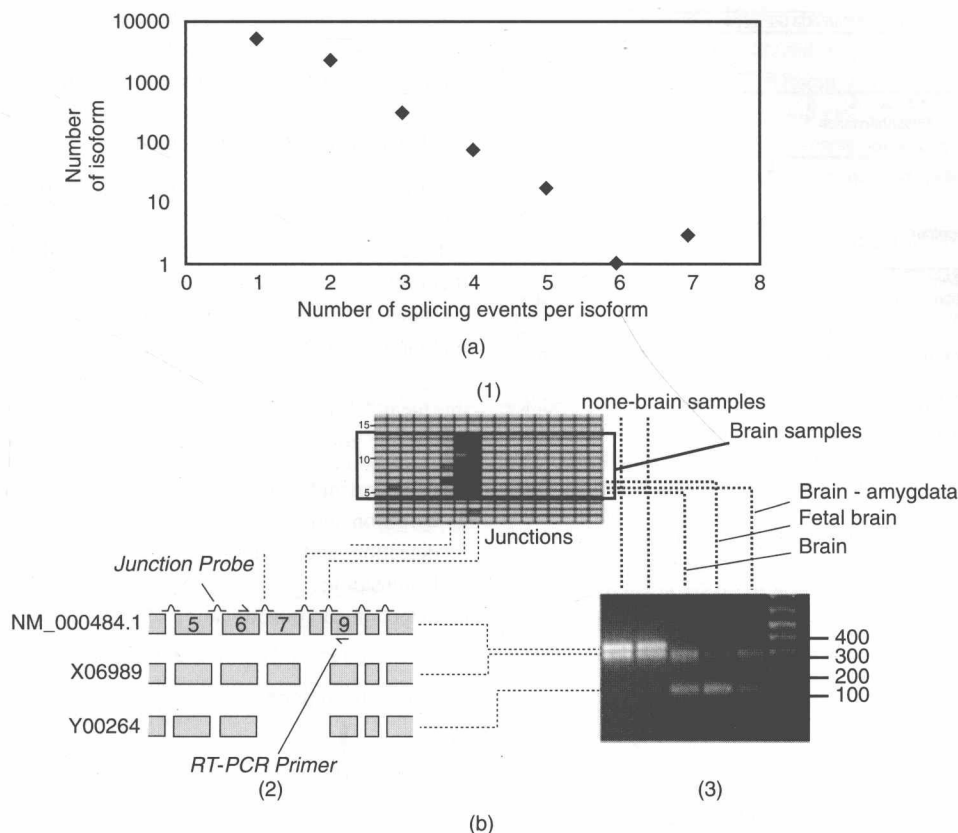 10000
1000
100
10
1
Number
of isoform
0 1 2 3 4 5 6 7 8
Number of splicing events per isoform
(a)
(1)
none-brain samples
Brain samples
15
10
5
Brain - amygdata
Fetal brain
Brain
Junctions
Junction Probe
NM_000484.1
5 6 7 9
X06989
Y00264
RT-PCR Primer
400
300
200
100
(2)
(3)
(b)